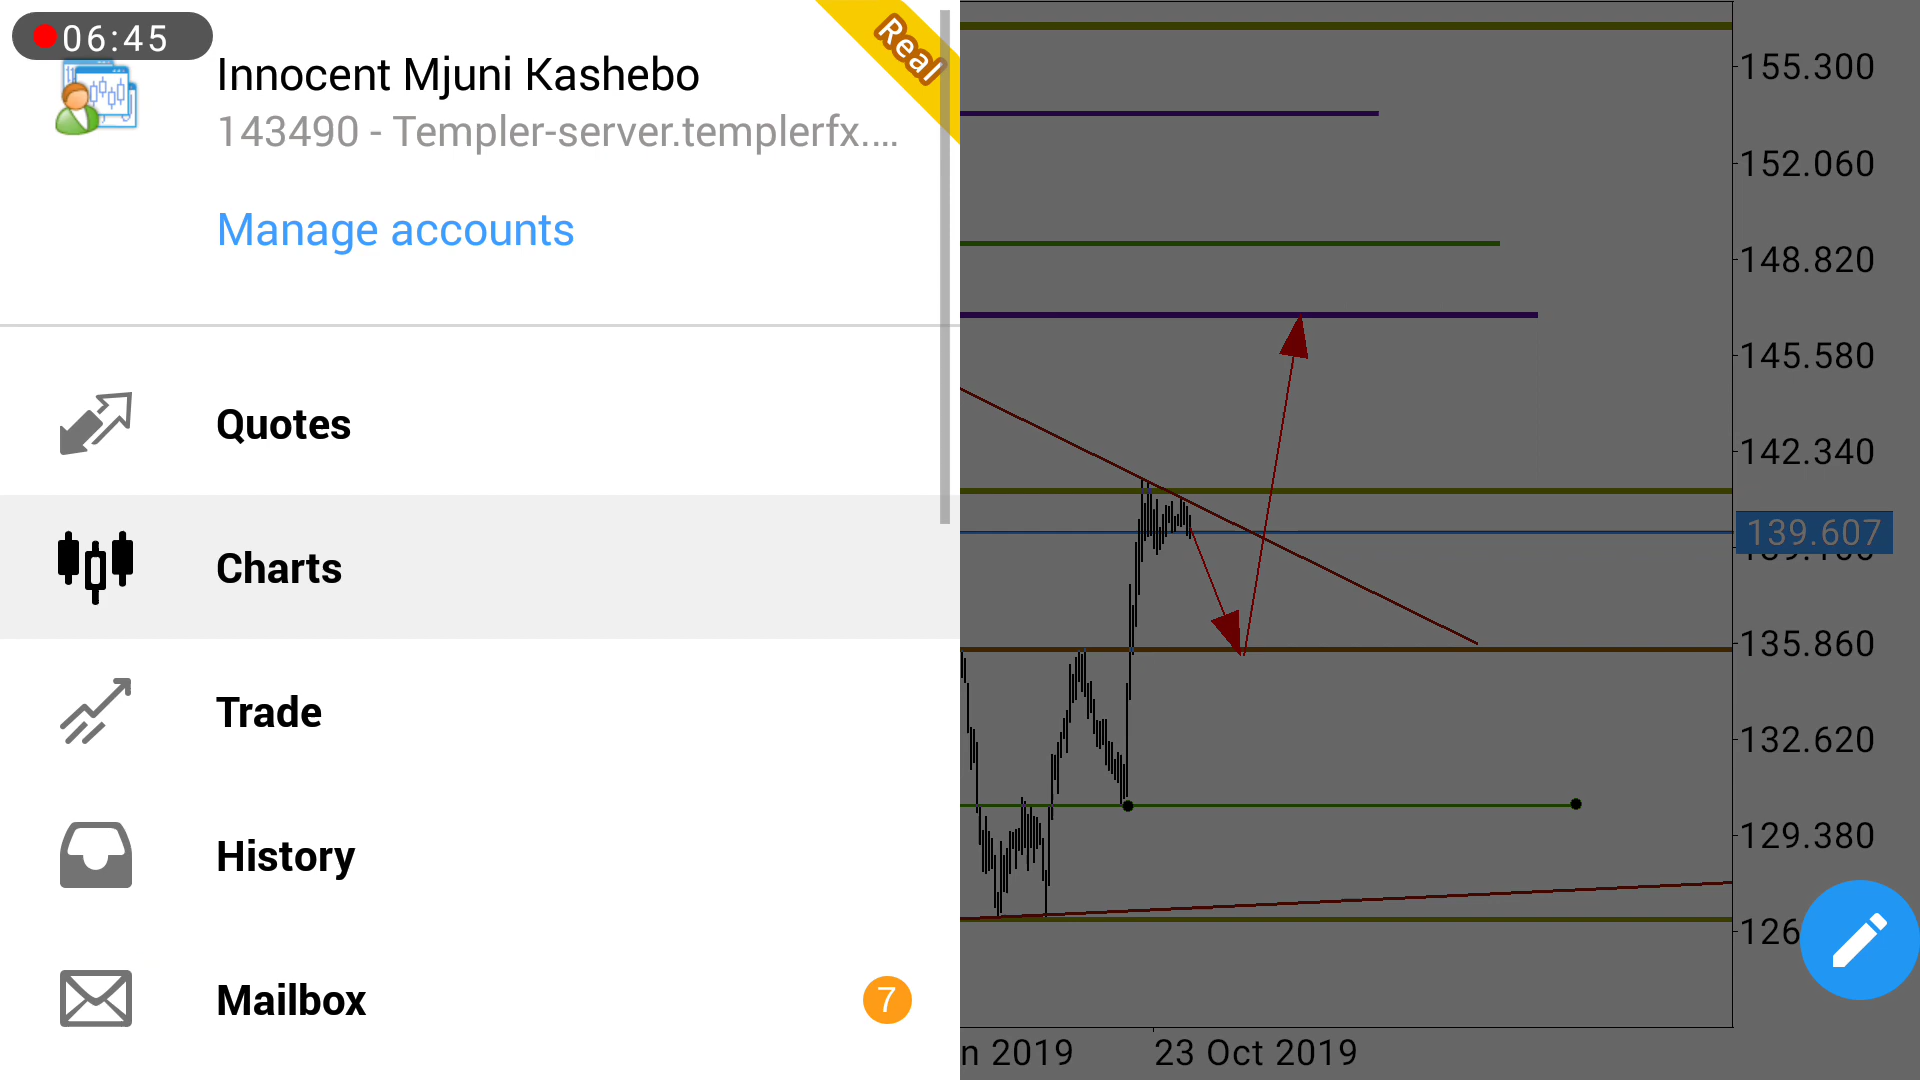 06:45
Innocent Mjuni Kashebo
143490 - Templer-server.templerfx....
Real
Manage accounts
Quotes
Charts
Trade
History
Mailbox
7
155.300
152.060
148.820
145.580
142.340
139.607
135.860
132.620
129.380
126
n 2019
23 Oct 2019